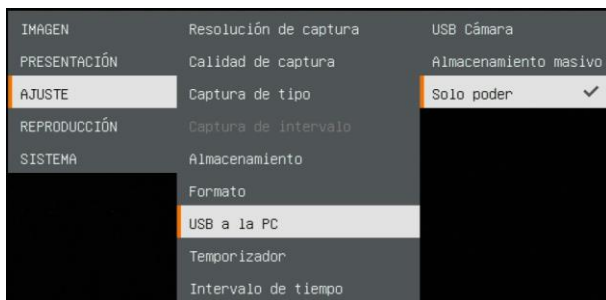 IMAGEN
PRESENTACIÓN
AJUSTE
REPRODUCCIÓN
SISTEMA
Resolución de captura
Calidad de captura
Captura de tipo
Captura de intervalo
Almacenamiento
Formato
USB a la PC
Temporizador
Intervalo de tiempo
USB Cámara
Almacenamiento masivo
Solo poder